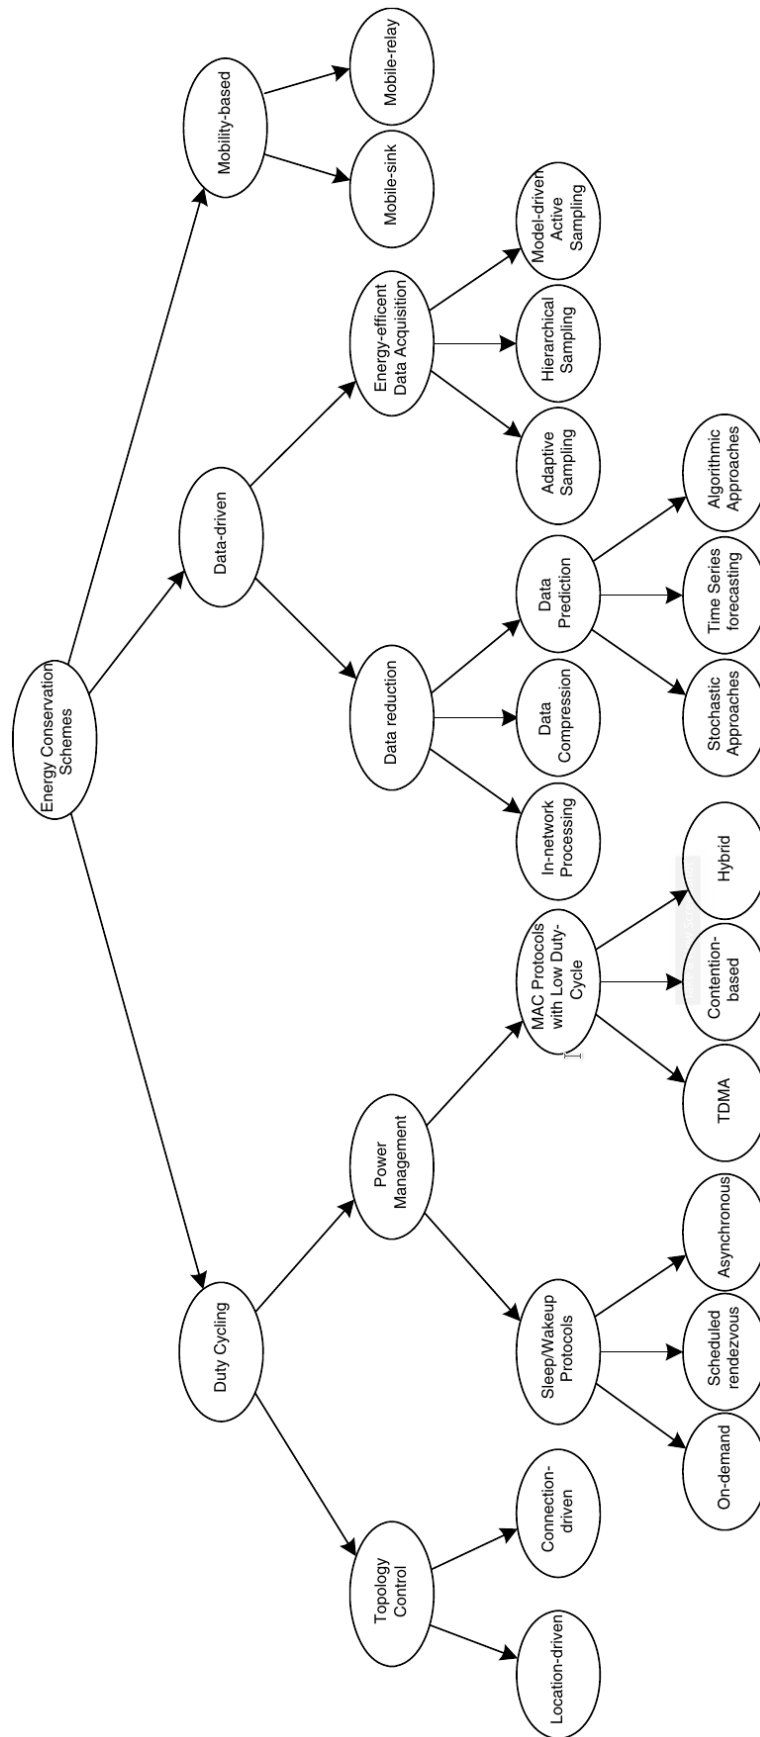 Energy Conservation
Schemes
Duty Cycling
Data-driven
Mobility-based
Topology
Control
Power
Management
Data reduction
Energy-efficent
Data Acquisition
Mobile-sink
Mobile-relay
Location-driven
Connection-
driven
Sleep/Wakeup
Protocols
MAC Protocols
with Low Duty-
Cycle
In-network
Processing
Data
Compression
Data
Prediction
Adaptive
Sampling
Hierarchical
Sampling
Model-driven
Active
Sampling
On-demand
Scheduled
rendezvous
Asynchronous
TDMA
Contention-
based
Hybrid
Stochastic
Approaches
Time Series
forecasting
Algorithmic
Approaches